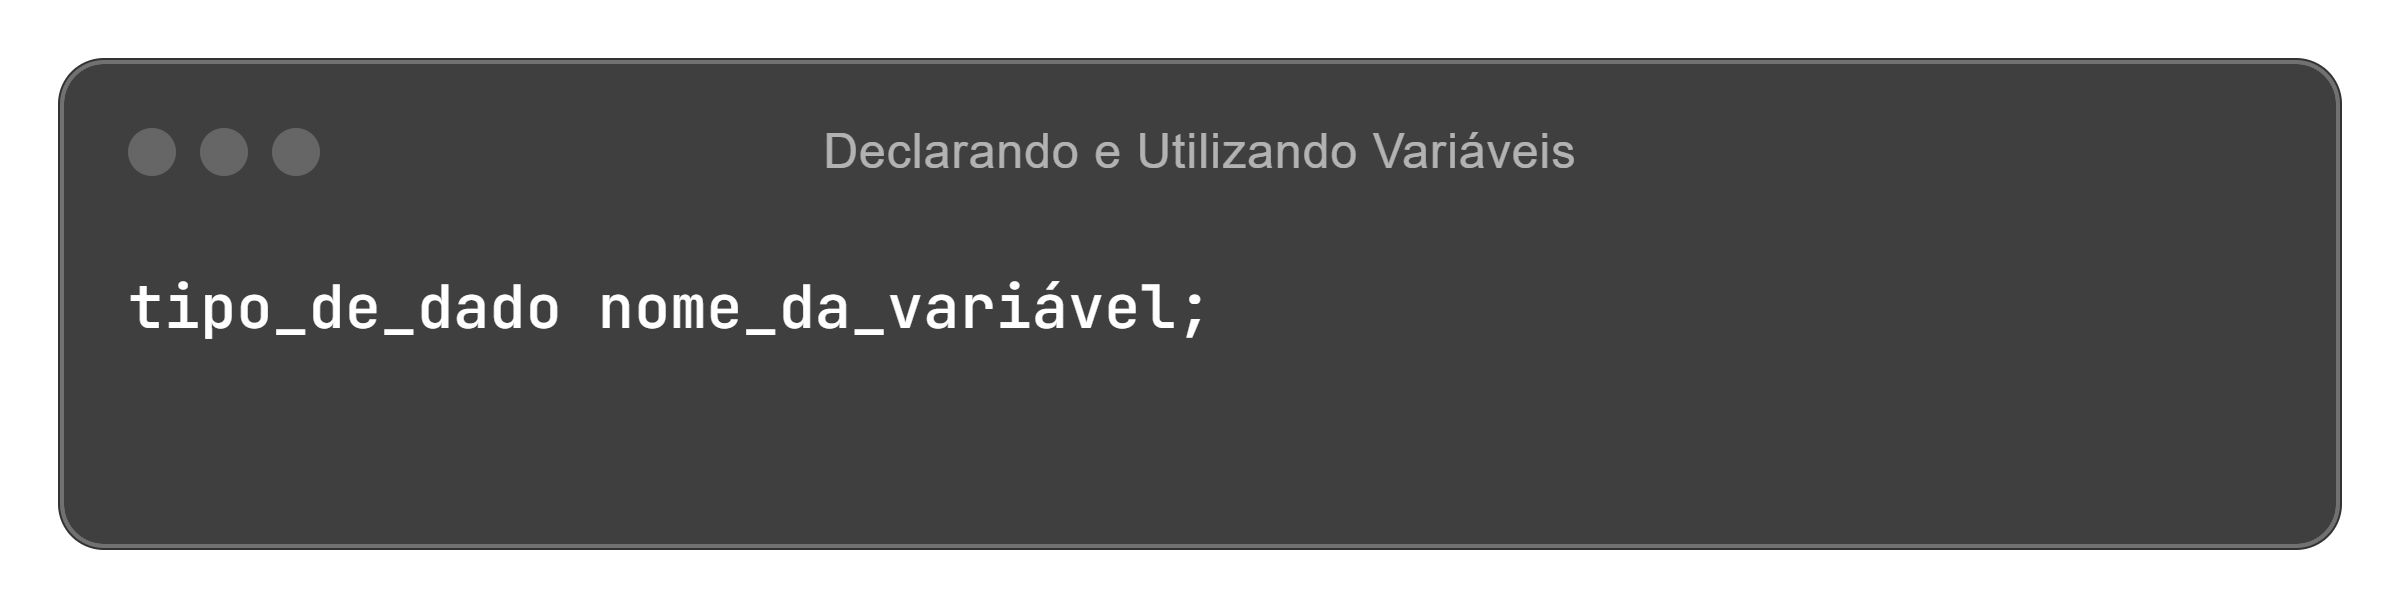 Declarando e Utilizando Variáveis
tipo_de_dado nome_da_variável;